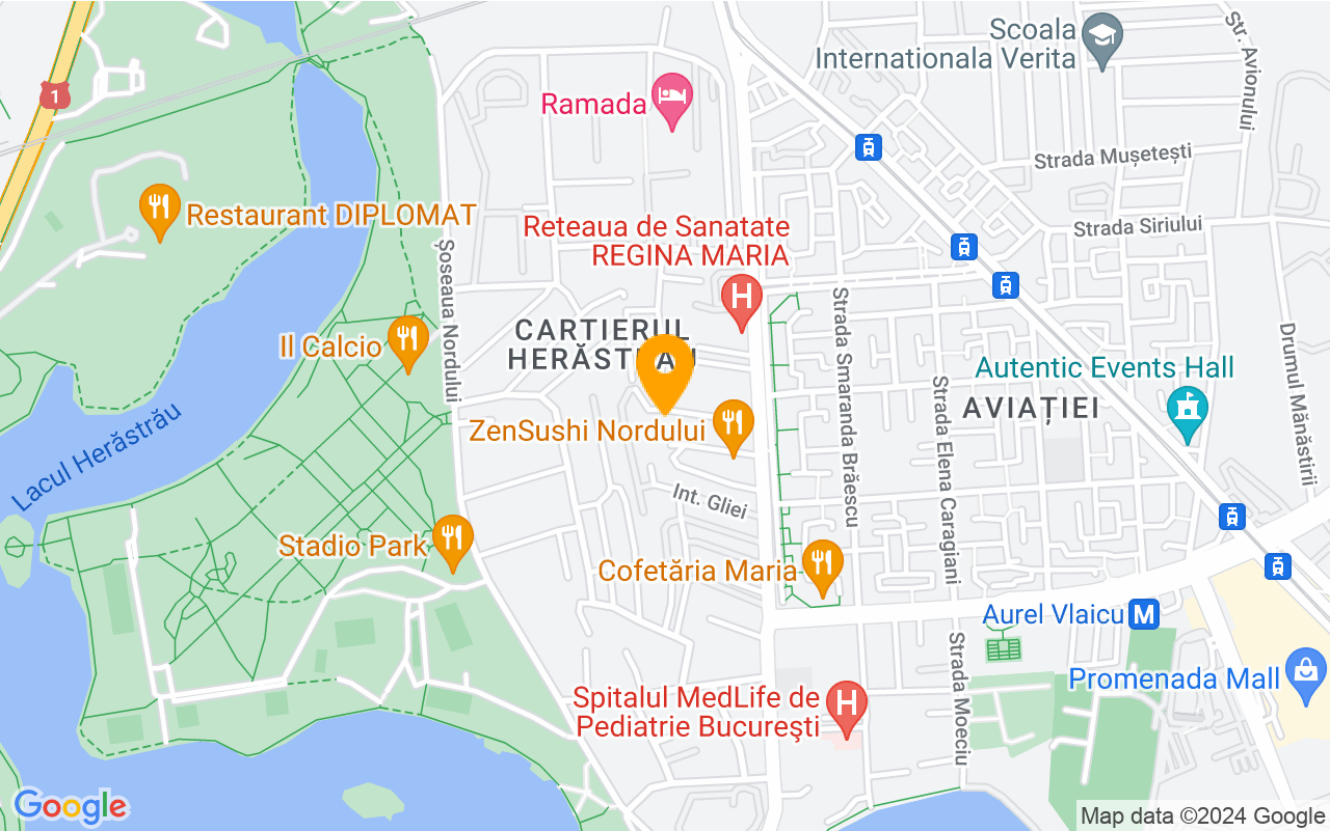 Scoala
Internationala Verita
Str. Avionului
1
Ramada
Strada Mușetești
Restaurant DIPLOMAT
Reteaua de Sanatate
REGINA MARIA
H
Strada Siriului
Șoseaua Nordului
CARTIERUL
HERĂSTRĂU
Il Calcio
Strada Smaranda Brăescu
Autentic Events Hall
Strada Elena Caragiani
AVIAȚIEI
Drumul Mănăstirii
Lacul Herăstrău
ZenSushi Nordului
Int. Gliei
Stadio Park
Cofetăria Maria
Aurel Vlaicu M
Strada Moeciu
Promenada Mall
Spitalul MedLife de
Pediatrie Bucureşti
H
Google
Map data ©2024 Google